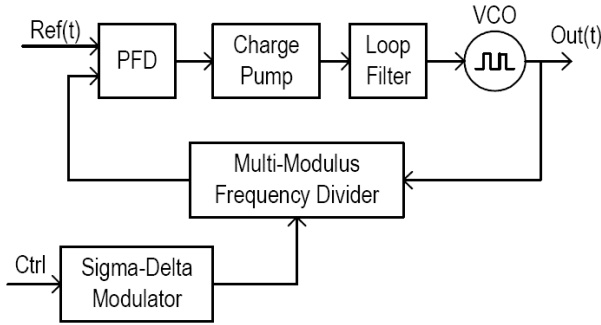 VCO
Ref(t)
Out(t)
PFD
Charge
Pump
Loop
Filter
Multi-Modulus
Frequency Divider
Ctrl
Sigma-Delta
Modulator